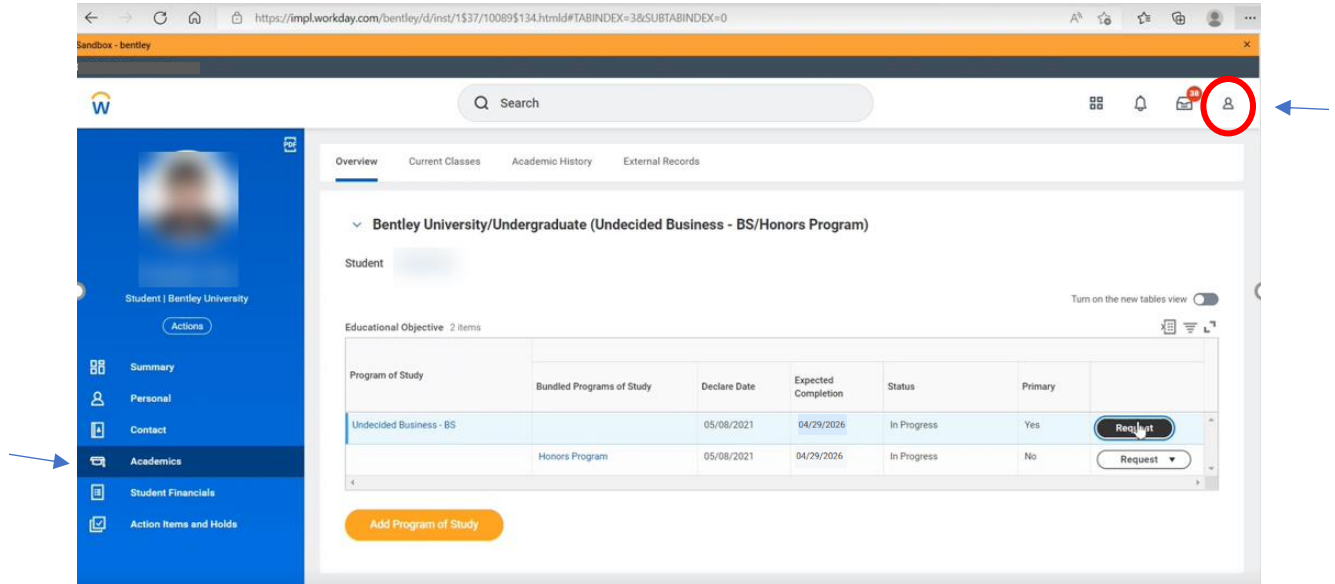 https://impl.workday.com/bentley/d/inst/1$37/10089$134.htmld#TABINDEX=3&SUBTABINDEX=0
Sandbox - bentley
Search
38
PDF
Overview Current Classes Academic History External Records
Bentley University/Undergraduate (Undecided Business - BS/Honors Program)
Student
Student | Bentley University
Turn on the new tables view
Actions
Educational Objective 2 items
Summary
Personal
Contact
Academics
Student Financials
Action Items and Holds
Program of Study Bundled Programs of Study Declare Date Expected Completion Status Primary
Undecided Business - BS 05/08/2021 04/29/2026 In Progress Yes Request
Honors Program 05/08/2021 04/29/2026 In Progress No Request
Add Program of Study